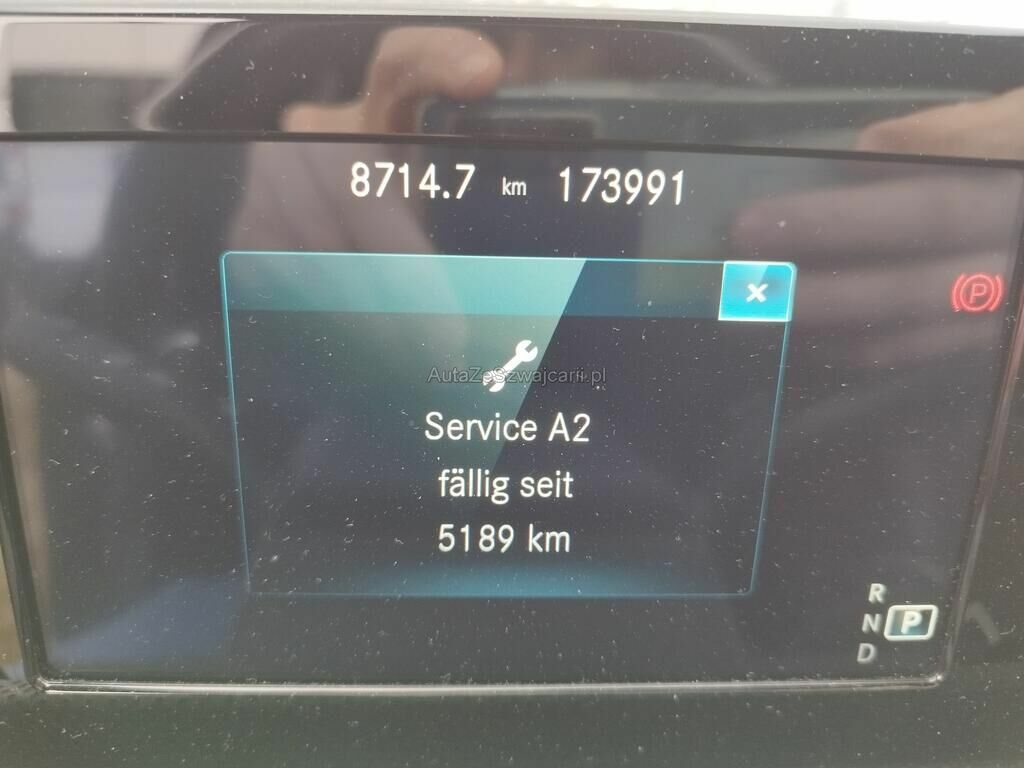 8714.7 km 173991
×
(P)
AutaZeSzwajcarii.pl
Service A2
fällig seit
5189 km
R
N P
D